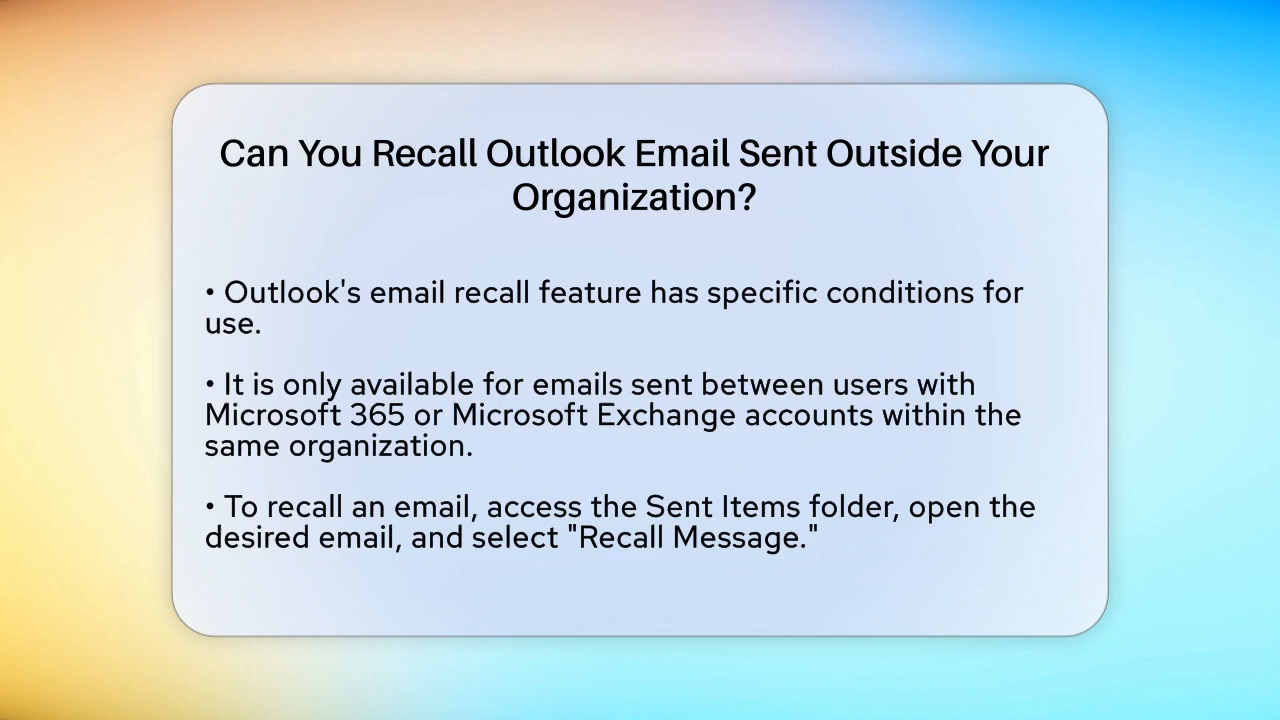 Can You Recall Outlook Email Sent Outside Your
Organization?
• Outlook's email recall feature has specific conditions for
use.
• It is only available for emails sent between users with
Microsoft 365 or Microsoft Exchange accounts within the
same organization.
• To recall an email, access the Sent Items folder, open the
desired email, and select "Recall Message."